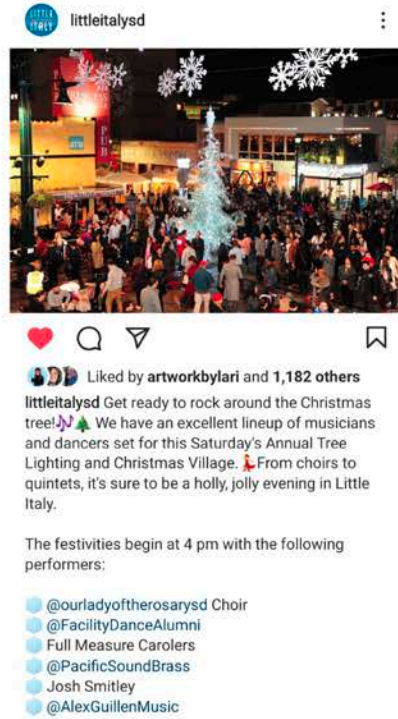 LITTLE
ITALY
littleitalysd
PUB
Liked by artworkbylari and 1,182 others
littleitalysd Get ready to rock around the Christmas
tree!🎶🎄 We have an excellent lineup of musicians
and dancers set for this Saturday's Annual Tree
Lighting and Christmas Village. 💃From choirs to
quintets, it's sure to be a holly, jolly evening in Little
Italy.
The festivities begin at 4 pm with the following
performers:
@ourladyoftherosarysd Choir
@FacilityDanceAlumni
Full Measure Carolers
@PacificSoundBrass
Josh Smitley
@AlexGuillenMusic